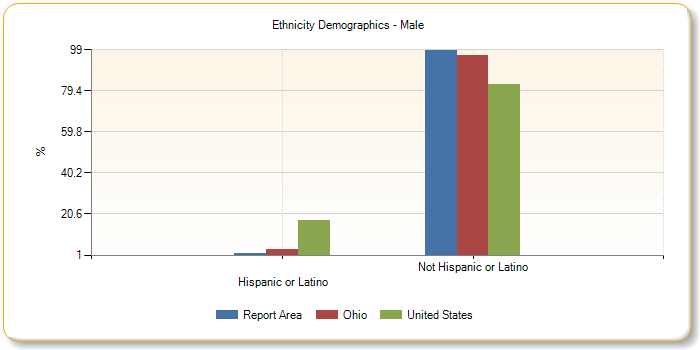 Ethnicity Demographics - Male
99
79.4
59.8
40.2
20.6
1
%
Not Hispanic or Latino
Hispanic or Latino
Report Area
Ohio
United States